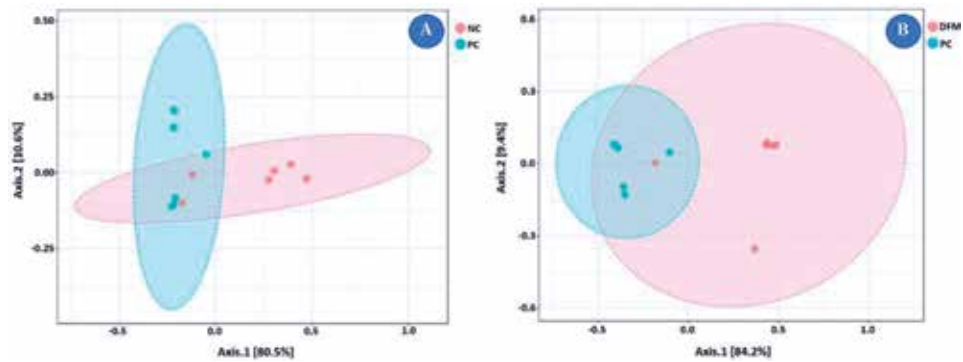 A
NC
PC
0.50
0.25
0.00
-0.25
Axis.2 [10.6%]
-0.5
0.0
0.5
1.0
Axis.1 [80.5%]
B
DFM
PC
0.6
0.3
0.0
-0.3
-0.6
Axis.2 [9.4%]
-0.5
0.0
0.5
1.0
Axis.1 [84.2%]